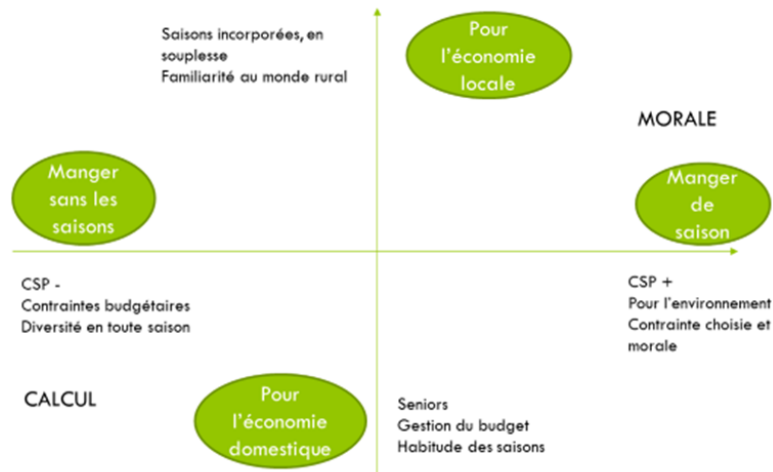 Saisons incorporées, en
souplesse
Familiarité au monde rural
Pour
l'économie
locale
MORALE
Manger
sans les
saisons
Manger
de
saison
CSP -
Contraintes budgétaires
Diversité en toute saison
CSP +
Pour l'environnement
Contrainte choisie et
morale
CALCUL
Pour
l'économie
domestique
Seniors
Gestion du budget
Habitude des saisons